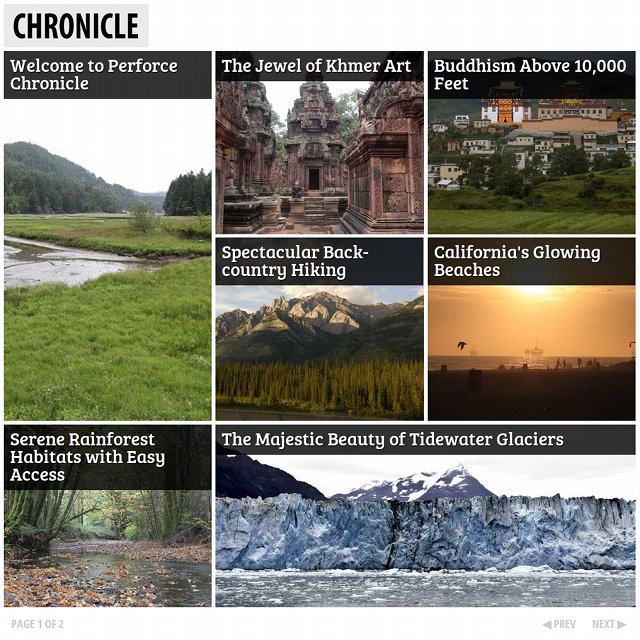 CHRONICLE
Welcome to Perforce
Chronicle
The Jewel of Khmer Art
Buddhism Above 10,000
Feet
Spectacular Back-
country Hiking
California's Glowing
Beaches
Serene Rainforest
Habitats with Easy
Access
The Majestic Beauty of Tidewater Glaciers
PAGE 1 OF 2
◀ PREV NEXT ▶